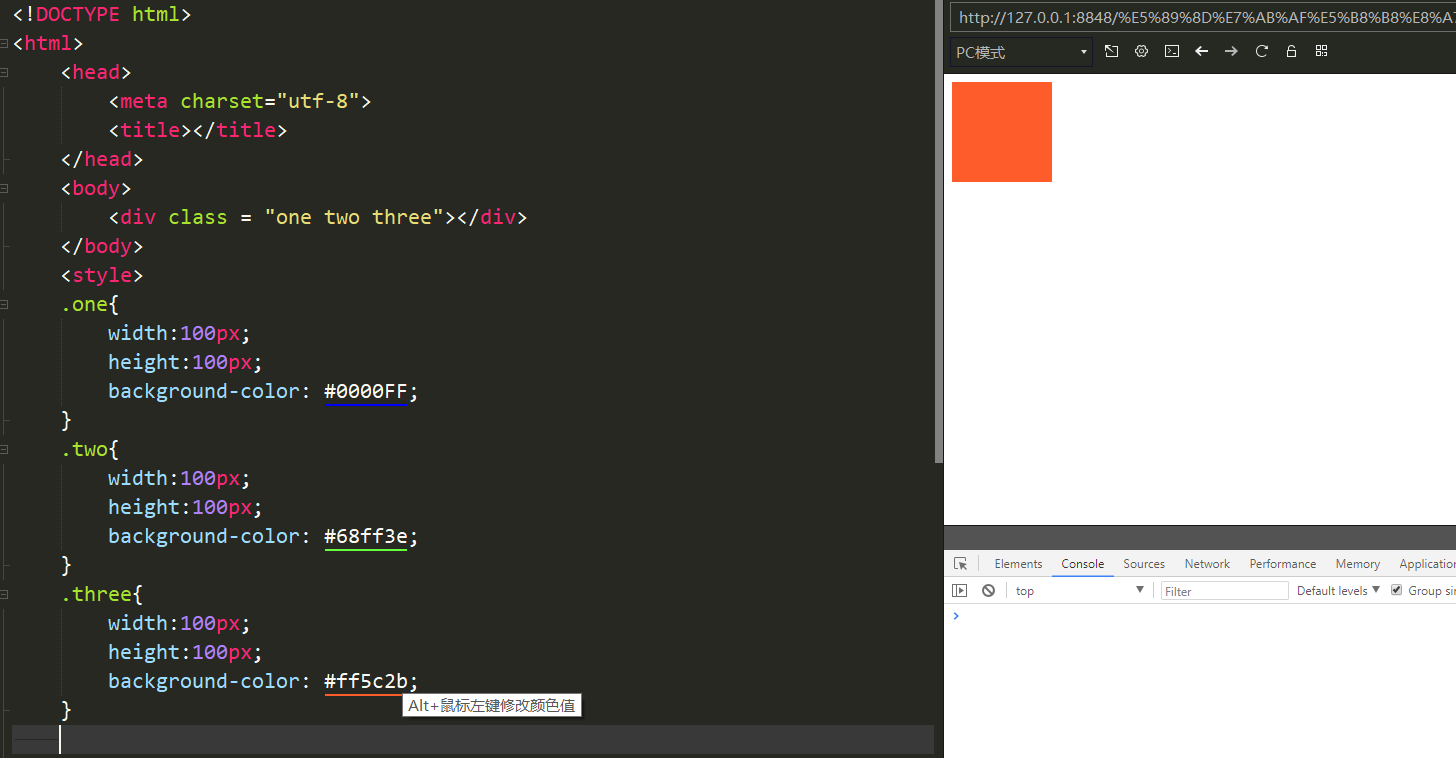 <!DOCTYPE html>
<html>
<head>
<meta charset="utf-8">
<title></title>
</head>
<body>
<div class = "one two three"></div>
</body>
<style>
.one{
width:100px;
height:100px;
background-color: #0000FF;
}
.two{
width:100px;
height:100px;
background-color: #68ff3e;
}
.three{
width:100px;
height:100px;
background-color: #ff5c2b;
Alt+鼠标左键修改颜色值
}
http://127.0.0.1:8848/%E5%89%8D%E7%AB%AF%E5%B8%B8%E8%A7
PC模式
Elements Console Sources Network Performance Memory Application
top Filter Default levels Group sim